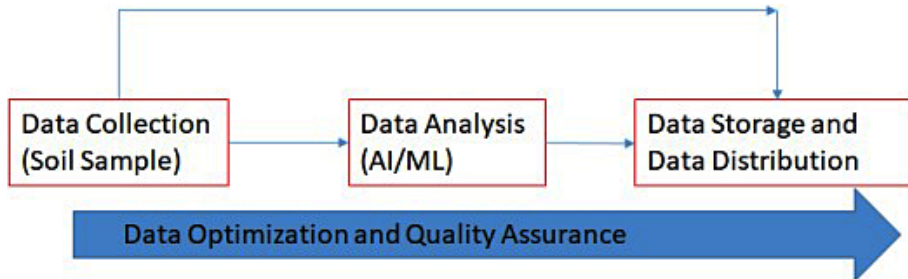 Data Collection
(Soil Sample)
Data Analysis
(AI/ML)
Data Storage and
Data Distribution
Data Optimization and Quality Assurance